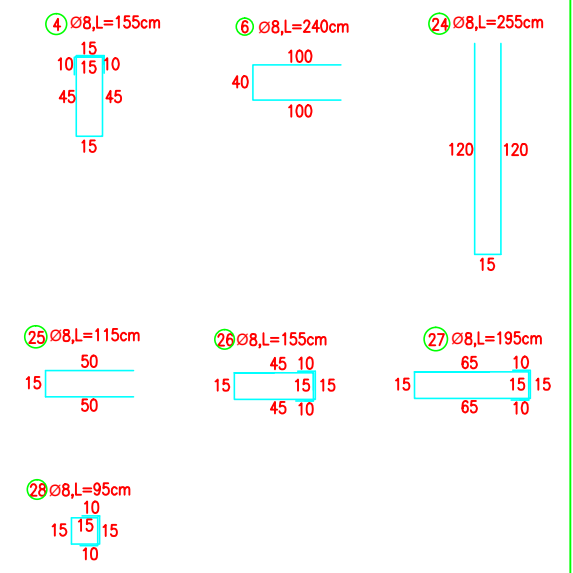 4 Ø8,L=155cm
15
10 15 10
45 45
15
6 Ø8,L=240cm
100
40
100
24 Ø8,L=255cm
120 120
15
25 Ø8,L=115cm
50
15
50
26 Ø8,L=155cm
45 10
15 15 15
45 10
27 Ø8,L=195cm
65 10
15 15 15
65 10
28 Ø8,L=95cm
10
15 15 15
10